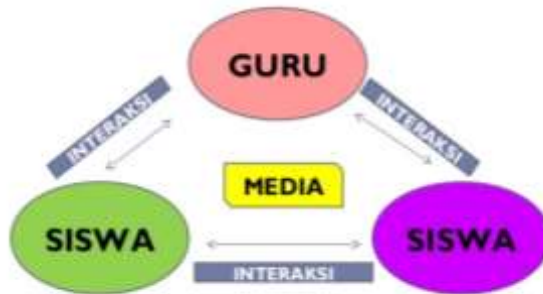 GURU
INTERAKSI
INTERAKSI
MEDIA
SISWA
SISWA
INTERAKSI